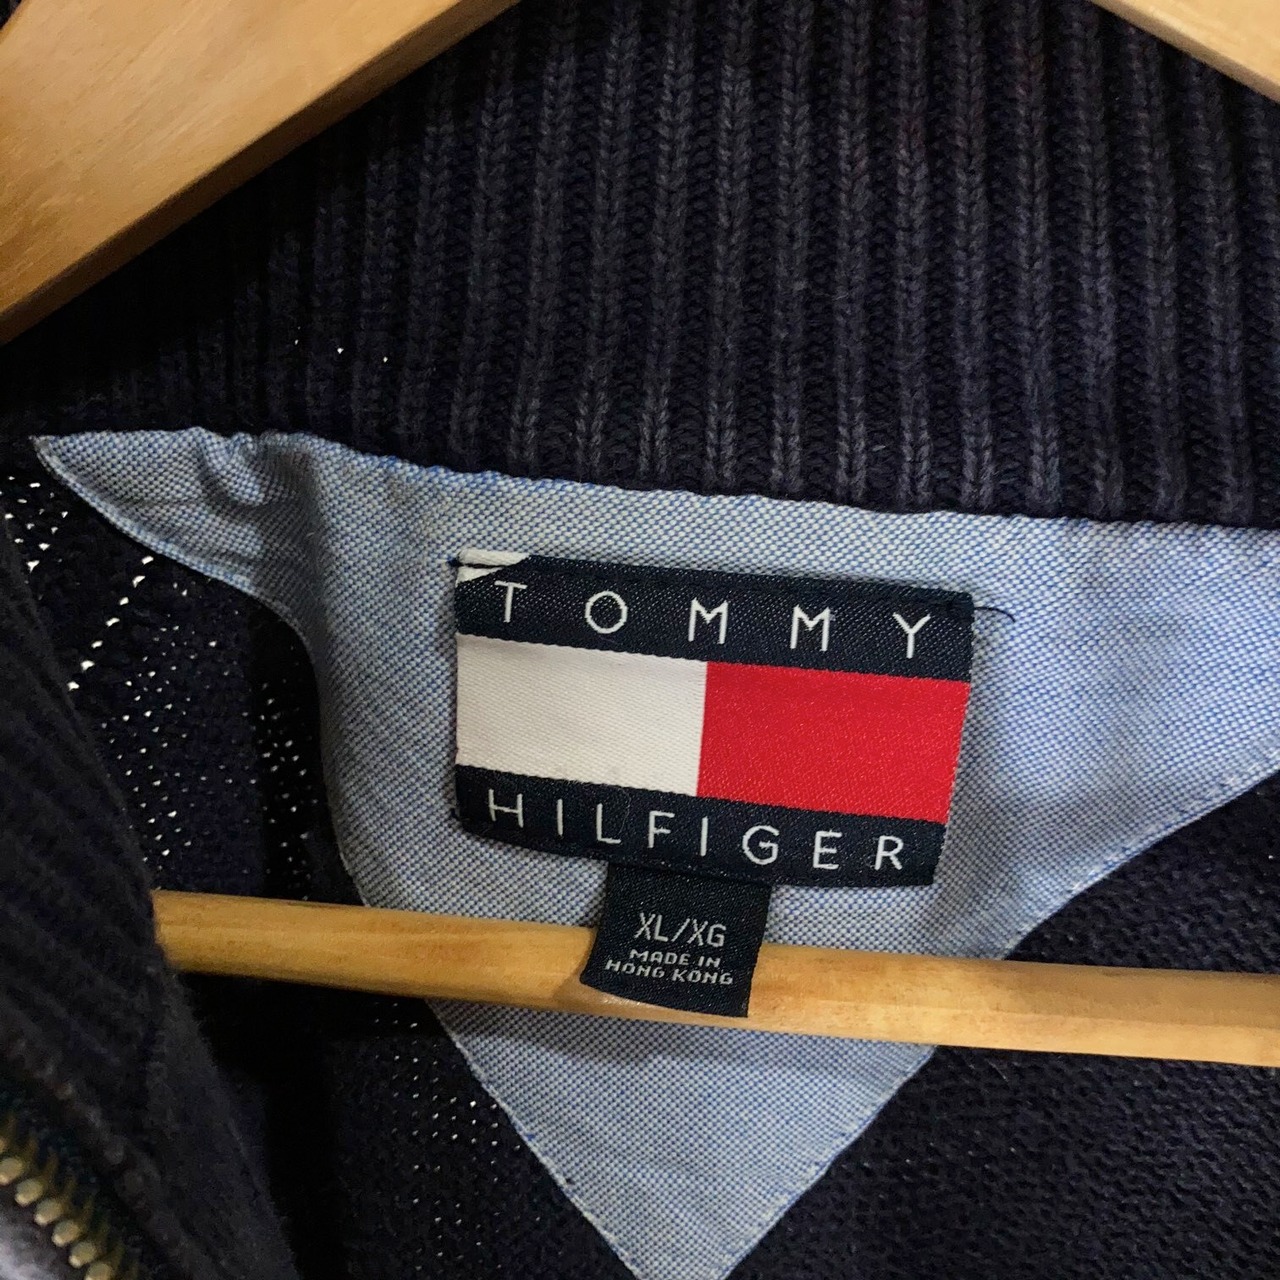 TOMMY
HILFIGER
XL/XG
MADE IN
HONG KONG